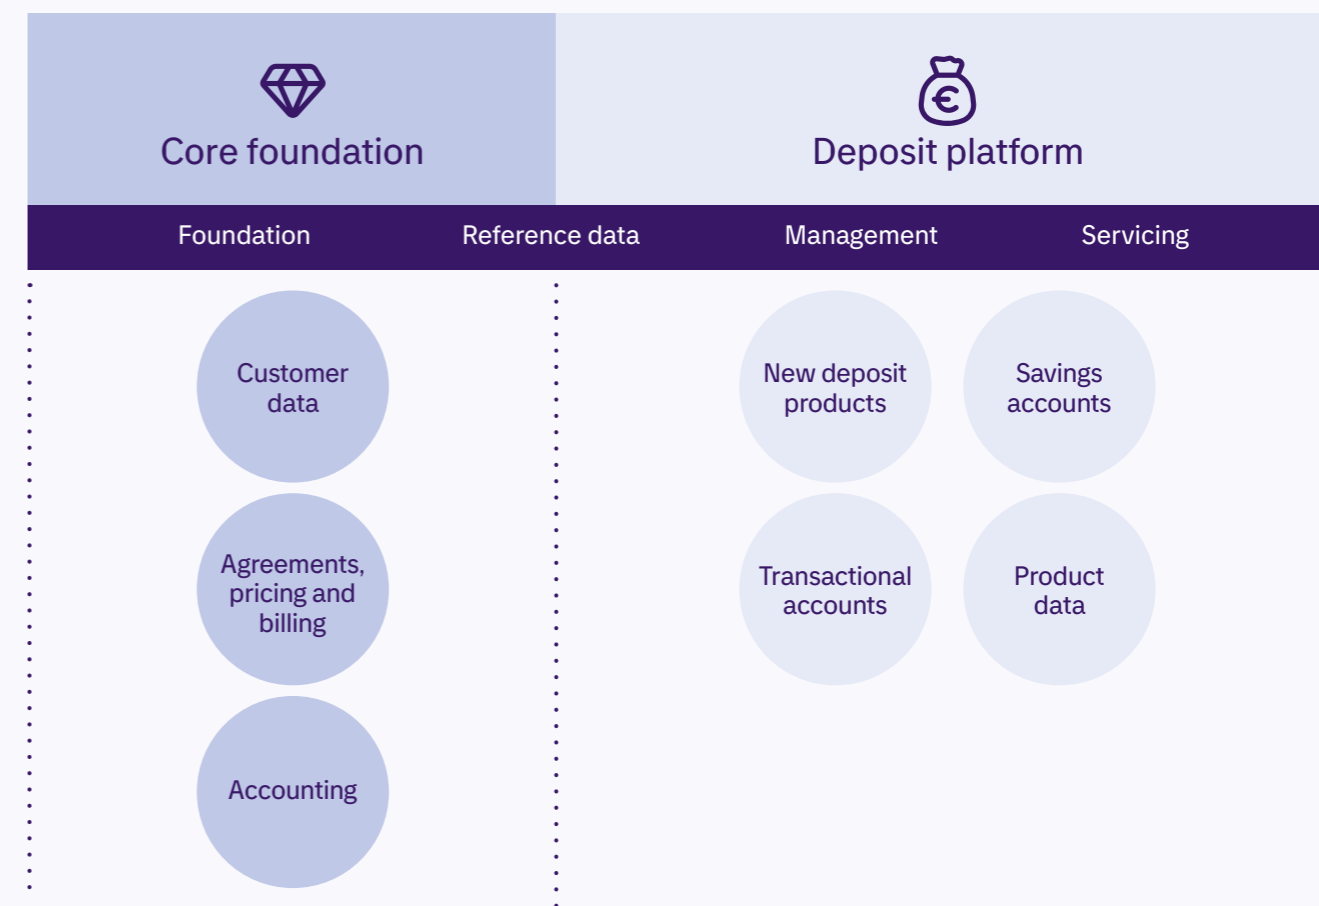 Core foundation
Deposit platform
Foundation
Reference data
Management
Servicing
Customer
data
Agreements,
pricing and
billing
Accounting
New deposit
products
Savings
accounts
Transactional
accounts
Product
data